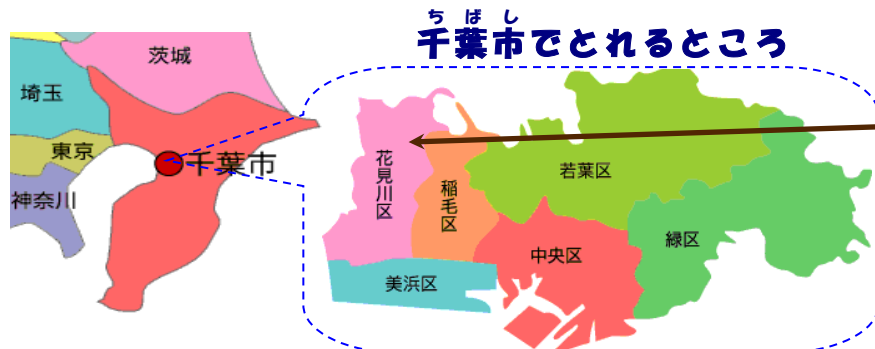 ちばし
千葉市でとれるところ
茨城
埼玉
東京
千葉市
神奈川
花見川区
稲毛区
若葉区
緑区
中央区
美浜区